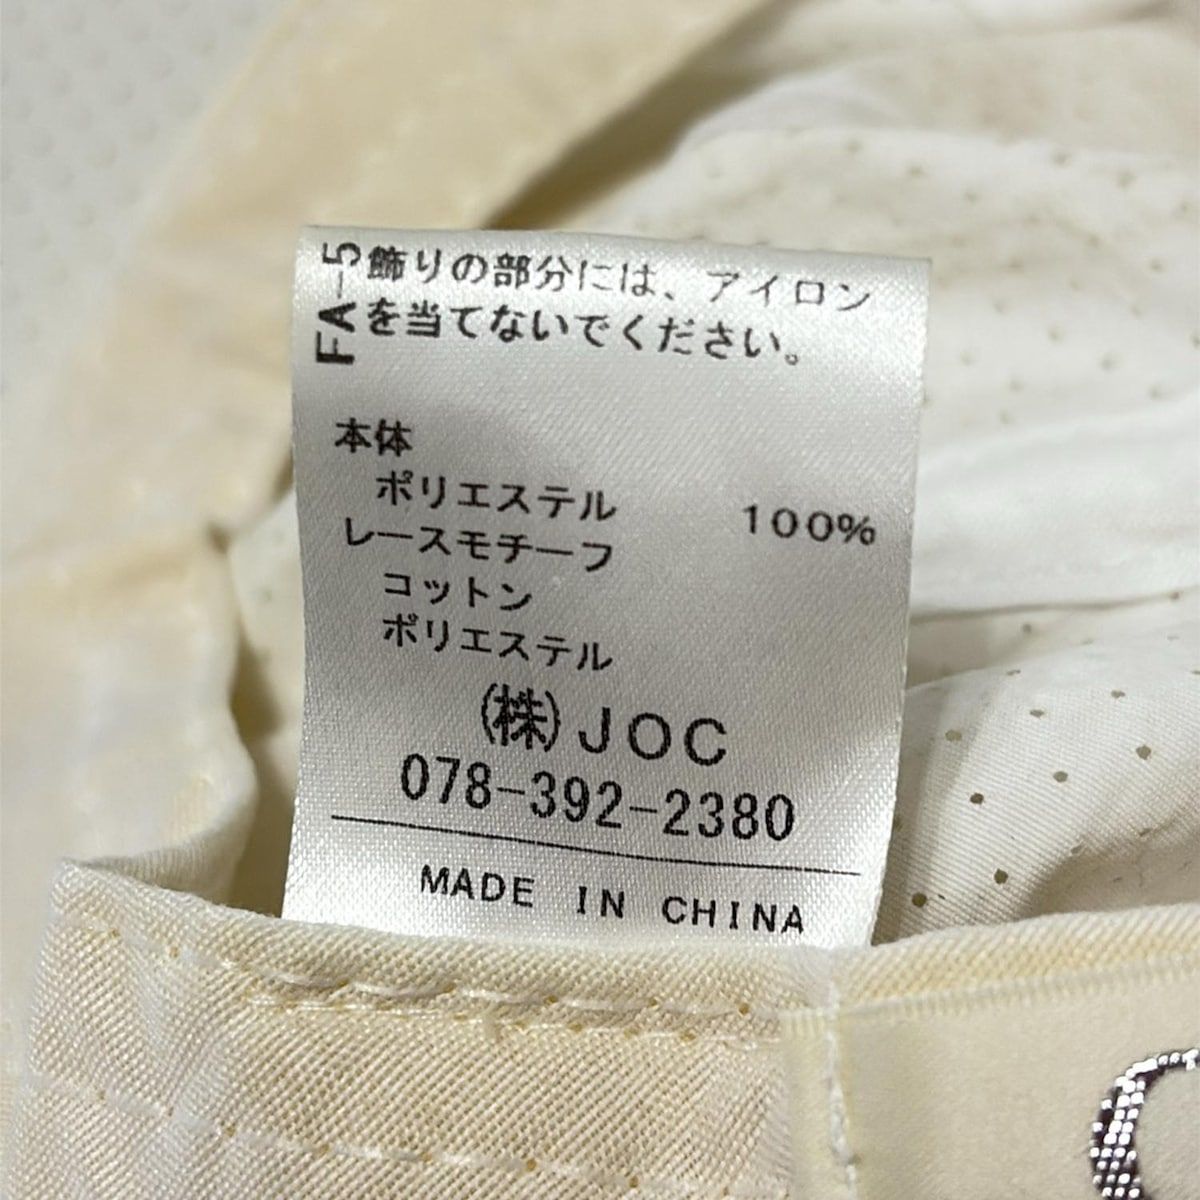 FA-5
飾りの部分には、アイロン
を当てないでください。
本体
ポリエステル 100%
レースモチーフ
コットン
ポリエステル
(株)JOC
078-392-2380
MADE IN CHINA